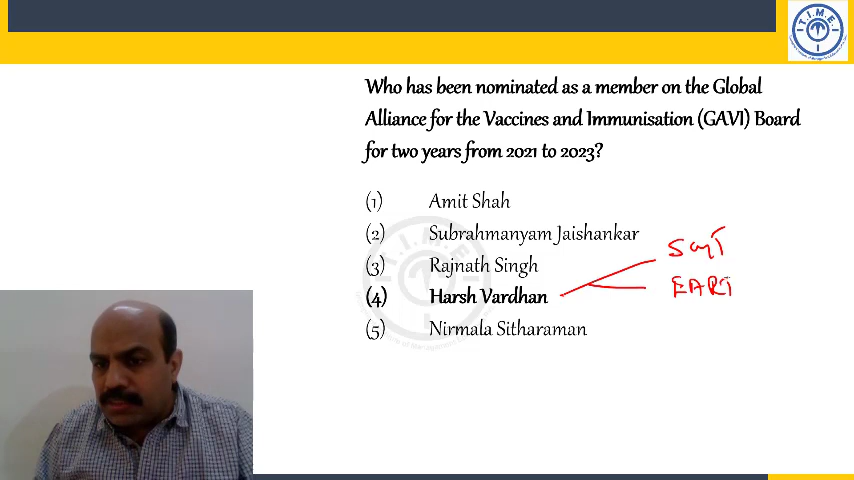 T.I.M.E.
Who has been nominated as a member on the Global
Alliance for the Vaccines and Immunisation (GAVI) Board
for two years from 2021 to 2023?
(1) Amit Shah
(2) Subrahmanyam Jaishankar
(3) Rajnath Singh
(4) Harsh Vardhan
(5) Nirmala Sitharaman
EART